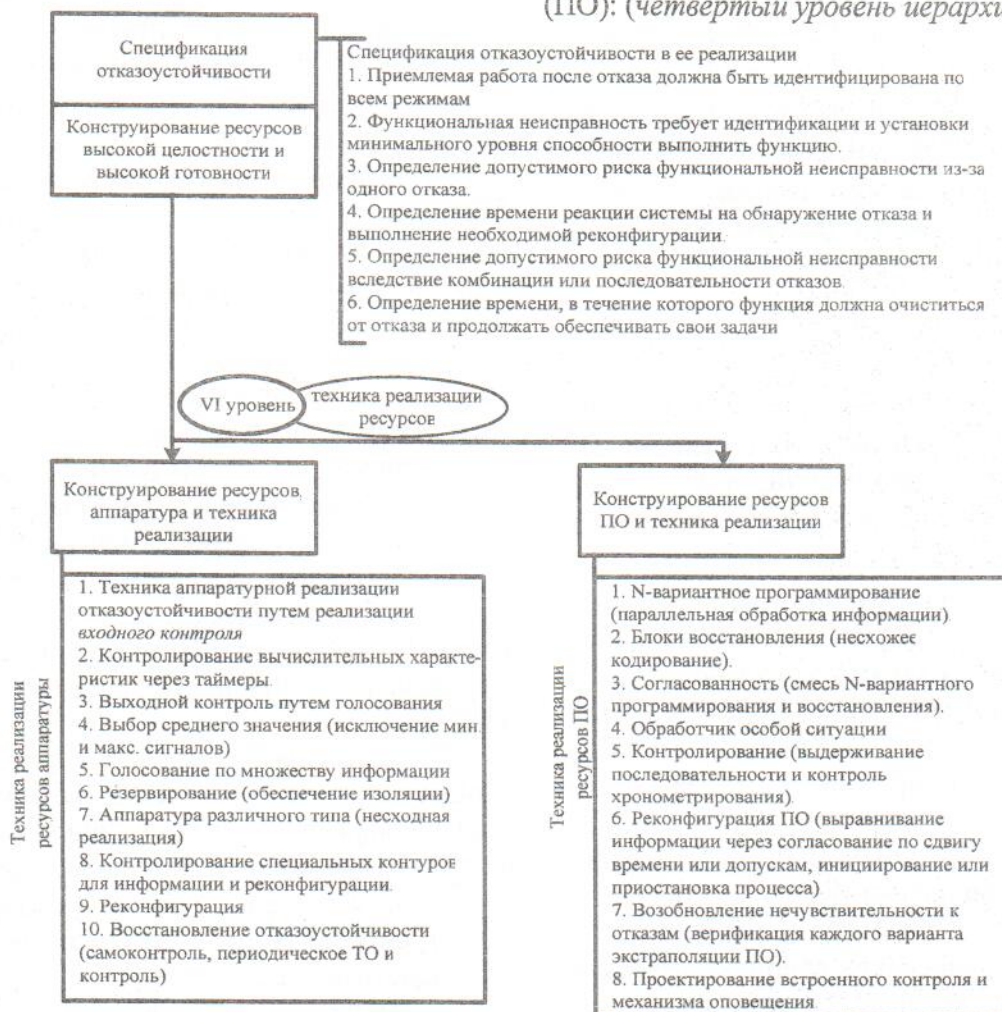 (ПО): (четвертый уровень иерархи
Спецификация
отказоустойчивости
Конструирование ресурсов
высокой целостности и
высокой готовности
Спецификация отказоустойчивости в ее реализации
1. Приемлемая работа после отказа должна быть идентифицирована по
всем режимам
2. Функциональная неисправность требует идентификации и установки
минимального уровня способности выполнить функцию.
3. Определение допустимого риска функциональной неисправности из-за
одного отказа.
4. Определение времени реакции системы на обнаружение отказа и
выполнение необходимой реконфигурации.
5. Определение допустимого риска функциональной неисправности
вследствие комбинации или последовательности отказов.
6. Определение времени, в течение которого функция должна очиститься
от отказа и продолжать обеспечивать свои задачи
VI уровень
техника реализации
ресурсов
Конструирование ресурсов,
аппаратура и техника
реализации
Техника реализации
ресурсов аппаратуры
1. Техника аппаратурной реализации
отказоустойчивости путем реализации
входного контроля
2. Контролирование вычислительных характе-
ристик через таймеры.
3. Выходной контроль путем голосования
4. Выбор среднего значения (исключение мин.
и макс. сигналов)
5. Голосование по множеству информации
6. Резервирование (обеспечение изоляции)
7. Аппаратура различного типа (несходная
реализация)
8. Контролирование специальных контуров
для информации и реконфигурации.
9. Реконфигурация
10. Восстановление отказоустойчивости
(самоконтроль, периодическое ТО и
контроль)
Конструирование ресурсов
ПО и техника реализации
Техника реализации
ресурсов ПО
1. N-вариантное программирование
(параллельная обработка информации)
2. Блоки восстановления (несхожее
кодирование).
3. Согласованность (смесь N-вариантного
программирования и восстановления).
4. Обработчик особой ситуации
5. Контролирование (выдерживание
последовательности и контроль
хронометрирования).
6. Реконфигурация ПО (выравнивание
информации через согласование по сдвигу
времени или допускам, инициирование или
приостановка процесса)
7. Возобновление нечувствительности к
отказам (верификация каждого варианта
экстраполяции ПО).
8. Проектирование встроенного контроля и
механизма оповещения